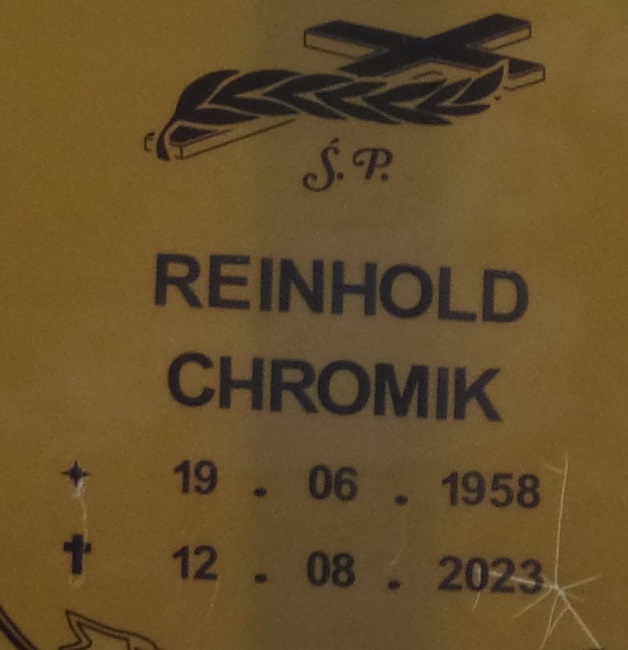 Ś.P.
REINHOLD
CHROMIK
19 . 06 . 1958
12 . 08 . 2023